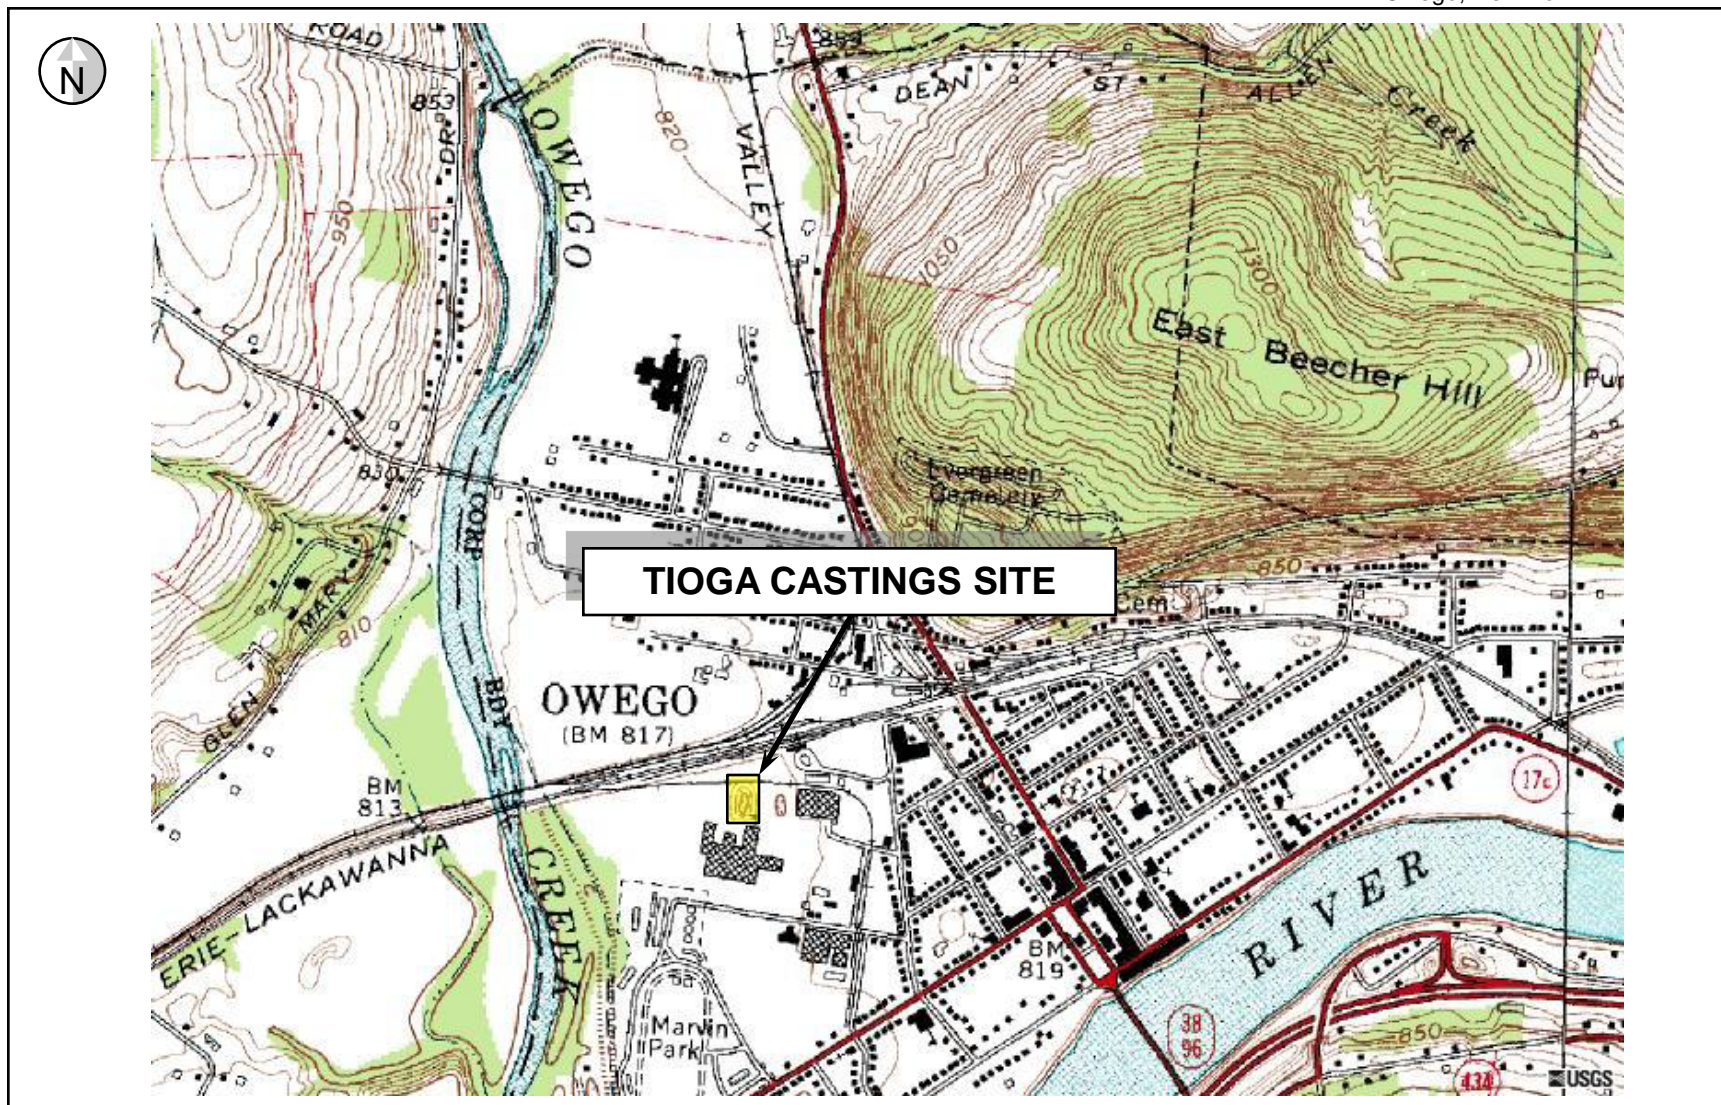 N
ROAD
853
DR
OWEGO
820
VALLEY
DEAN
ST
ALLEN
Creek
950
1050
1300
East Beecher Hill
Evergreen
Cemetery
830
CORP
BDY
TIOGA CASTINGS SITE
MARY
GLEN
810
850
Cem
OWEGO
(BM 817)
BM
813
17c
ERIE-LACKAWANNA
CREEK
RIVER
BM
819
Marvin
Park
38
96
850
434
USGS